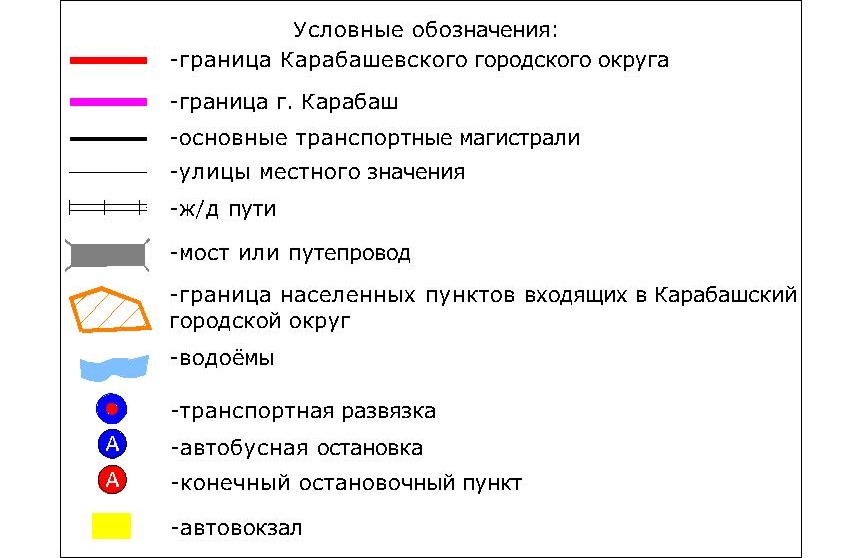 Условные обозначения:
-граница Карабашевского городского округа
-граница г. Карабаш
-основные транспортные магистрали
-улицы местного значения
-ж/д пути
-мост или путепровод
-граница населенных пунктов входящих в Карабашский
городской округ
-водоёмы
-транспортная развязка
А -автобусная остановка
А -конечный остановочный пункт
-автовокзал